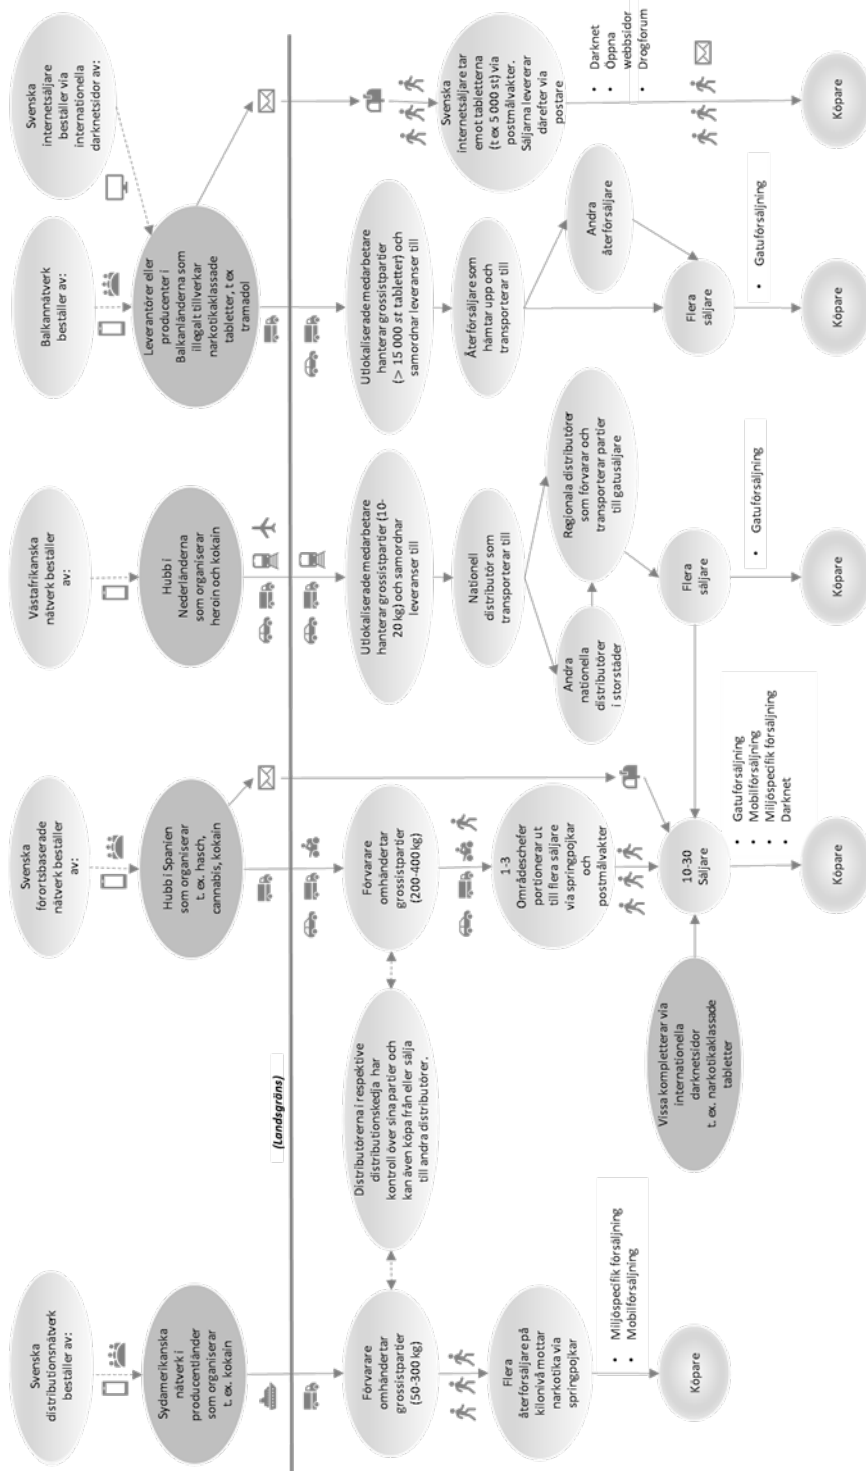 Svenska
distributionsnätverk
beställer av:
Sydamerikanska
nätverk i
producentländer
som organiserar
t. ex. kokain
(Landsgräns)
Förvarare
omhändertar
grossistpartier
(50-300 kg)
Flera
återförsäljare på
kilonivå mottar
narkotika via
springpojkar
• Miljöspecifik försäljning
• Mobilförsäljning
Köpare
Distributörerna i respektive
distributionskedja har
kontroll över sina partier och
kan även köpa från eller sälja
till andra distributörer.
Svenska
förortsbaserade
nätverk beställer
av:
Hubb i Spanien
som organiserar
t. ex. hasch,
cannabis, kokain
Förvarare
omhändertar
grossistpartier
(200-400 kg)
1-3
Områdeschefer
portionerar ut
till flera säljare
via springpojkar
och
postmålvakter
Vissa kompletterar via
internationella
darknetsidor
t. ex. narkotikaklassade
tabletter
10-30
Säljare
• Gatuförsäljning
• Mobilförsäljning
• Miljöspecifik försäljning
• Darknet
Köpare
Västafrikanska
nätverk beställer
av:
Hubb i
Nederländerna
som organiserar
heroin och kokain
Utlokaliserade medarbetare
hanterar grossistpartier (10-
20 kg) och samordnar
leveranser till
Nationell
distributör som
transporterar till
Andra
nationella
distributörer
i storstäder
Regionala distributörer
som förvarar och
transporterar partier
till gatusäljare
Flera
säljare
• Gatuförsäljning
Köpare
Balkannätverk
beställer av:
Svenska
internetsäljare
beställer via
internationella
darknetsidor av:
Leverantörer eller
producenter i
Balkanländerna som
illegalt tillverkar
narkotikaklassade
tabletter, t ex
tramadol
Utlokaliserade medarbetare
hanterar grossistpartier
(> 15 000 st tabletter) och
samordnar leveranser till
Återförsäljare som
hämtar upp och
transporterar till
Andra
återförsäljare
Flera
säljare
• Gatuförsäljning
Köpare
Svenska
internetsäljare tar
emot tabletterna
(t ex 5 000 st) via
postmålvakter.
Säljarna levererar
därefter via
postare
• Darknet
• Öppna
webbsidor
• Drogforum
Köpare